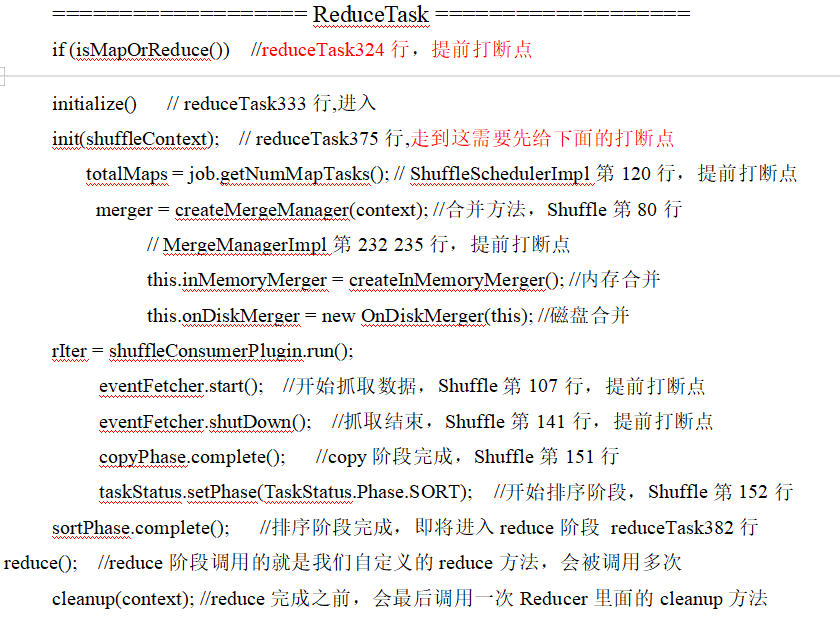 =================== ReduceTask ===================
if (isMapOrReduce())    //reduceTask324 行，提前打断点
initialize()      // reduceTask333 行,进入
init(shuffleContext);    // reduceTask375 行,走到这需要先给下面的打断点
totalMaps = job.getNumMapTasks(); // ShuffleSchedulerImpl 第 120 行，提前打断点
merger = createMergeManager(context); //合并方法，Shuffle 第 80 行
// MergeManagerImpl 第 232 235 行，提前打断点
this.inMemoryMerger = createInMemoryMerger(); //内存合并
this.onDiskMerger = new OnDiskMerger(this); //磁盘合并
rIter = shuffleConsumerPlugin.run();
eventFetcher.start();    //开始抓取数据，Shuffle 第 107 行，提前打断点
eventFetcher.shutDown();    //抓取结束，Shuffle 第 141 行，提前打断点
copyPhase.complete();      //copy 阶段完成，Shuffle 第 151 行
taskStatus.setPhase(TaskStatus.Phase.SORT);    //开始排序阶段，Shuffle 第 152 行
sortPhase.complete();      //排序阶段完成，即将进入 reduce 阶段  reduceTask382 行
reduce();    //reduce 阶段调用的就是我们自定义的 reduce 方法，会被调用多次
cleanup(context); //reduce 完成之前，会最后调用一次 Reducer 里面的 cleanup 方法